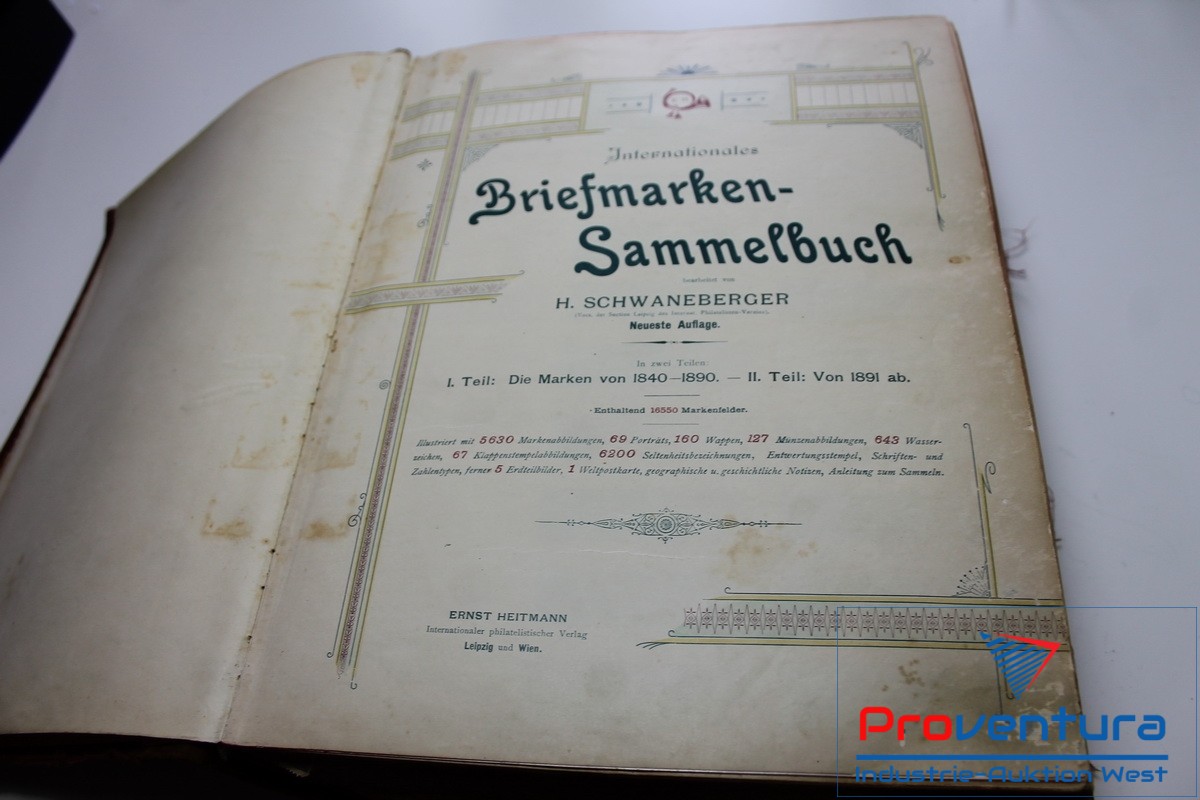 Internationales
Briefmarken-
Sammelbuch
bearbeitet von
H. SCHWANEBERGER
Neueste Auflage.
In zwei Teilen:
I. Teil: Die Marken von 1840—1890. — II. Teil: Von 1891 ab.
Enthaltend 16550 Markenfelder.
Illustriert mit 5630 Markenabbildungen, 69 Porträts, 160 Wappen, 127 Münzenabbildungen, 643 Wasser-
zeichen, 67 Klappenstempelabbildungen, 6200 Seltenheitsbezeichnungen, Entwertungsstempel, Schriften- und
Zahlentypen, ferner 5 Erdteilbilder, 1 Weltpostkarte, geographische u. geschichtliche Notizen, Anleitung zum Sammeln.
ERNST HEITMANN
Internationaler philatelistischer Verlag
Leipzig und Wien.
Proventura
Industrie-Auktion West